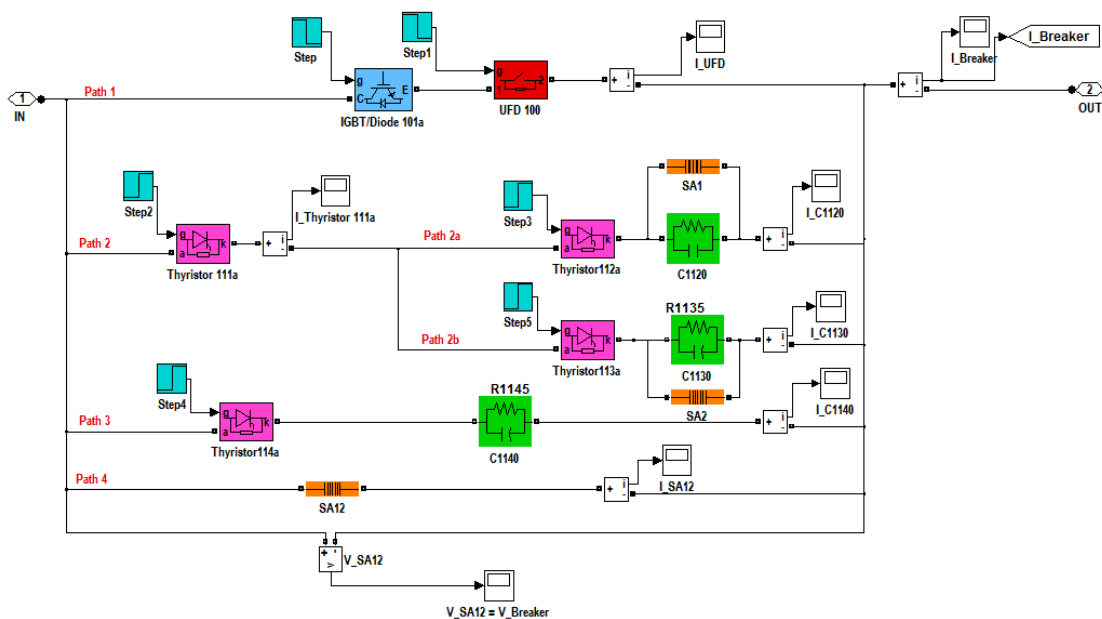 Step
Step1
I_UFD
I_Breaker
I_Breaker
g
C
E
g
1
2
+
i
-
+
i
-
1
IN
Path 1
IGBT/Diode 101a
UFD 100
2
OUT
Step2
I_Thyristor 111a
Step3
SA1
I_C1120
g
a
k
+
i
-
Path 2
Thyristor 111a
Path 2a
g
a
k
Thyristor112a
C1120
+
i
-
Step5
R1135
I_C1130
Path 2b
g
a
k
Thyristor113a
C1130
+
i
-
SA2
Step4
R1145
I_C1140
Path 3
g
a
k
Thyristor114a
C1140
+
i
-
Path 4
SA12
+
i
-
I_SA12
+
-
v
V_SA12
V_SA12 = V_Breaker